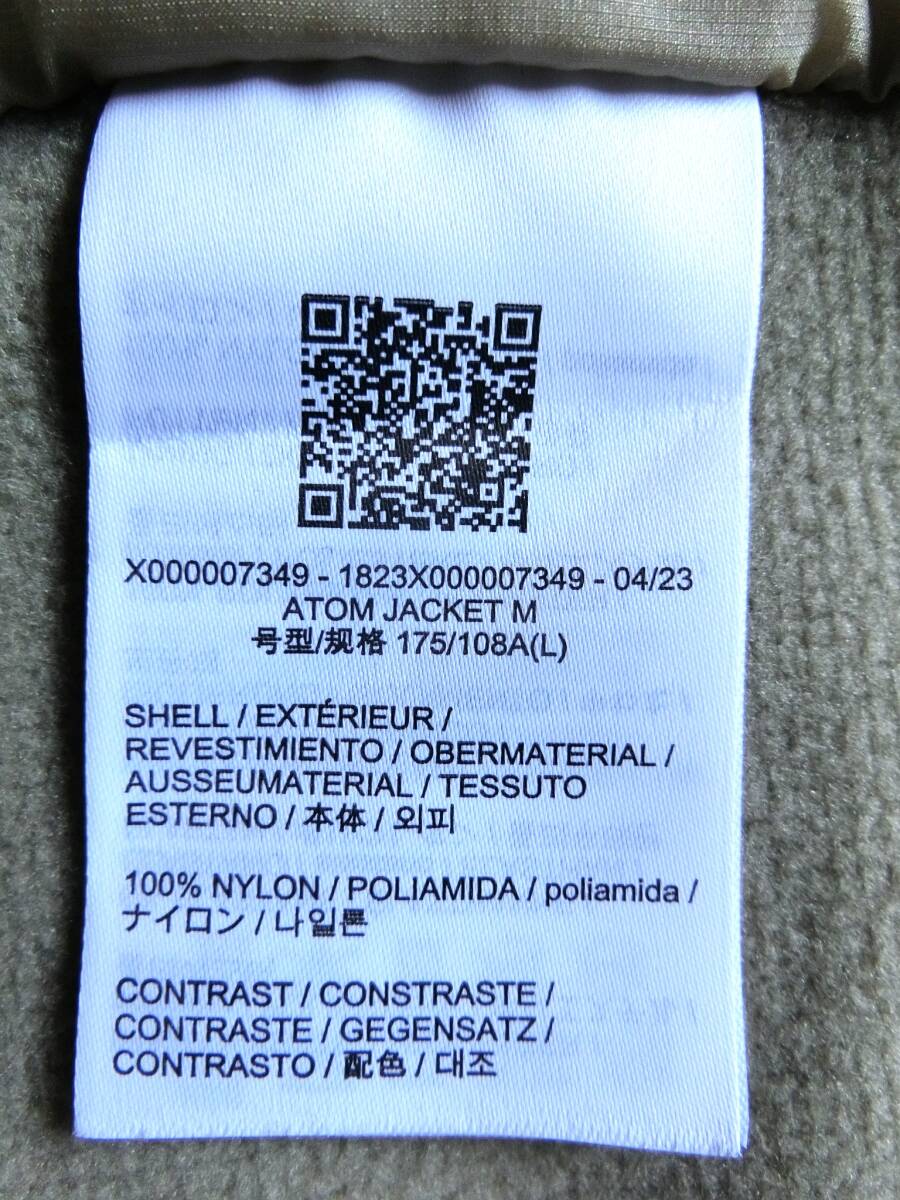 X000007349 - 1823X000007349 - 04/23
ATOM JACKET M
号型/规格 175/108A(L)
SHELL / EXTÉRIEUR /
REVESTIMIENTO / OBERMATERIAL /
AUSSEUMATERIAL / TESSUTO
ESTERNO / 本体 / 외피
100% NYLON / POLIAMIDA / poliamida /
ナイロン / 나일론
CONTRAST / CONSTRASTE /
CONTRASTE / GEGENSATZ /
CONTRASTO / 配色 / 대조